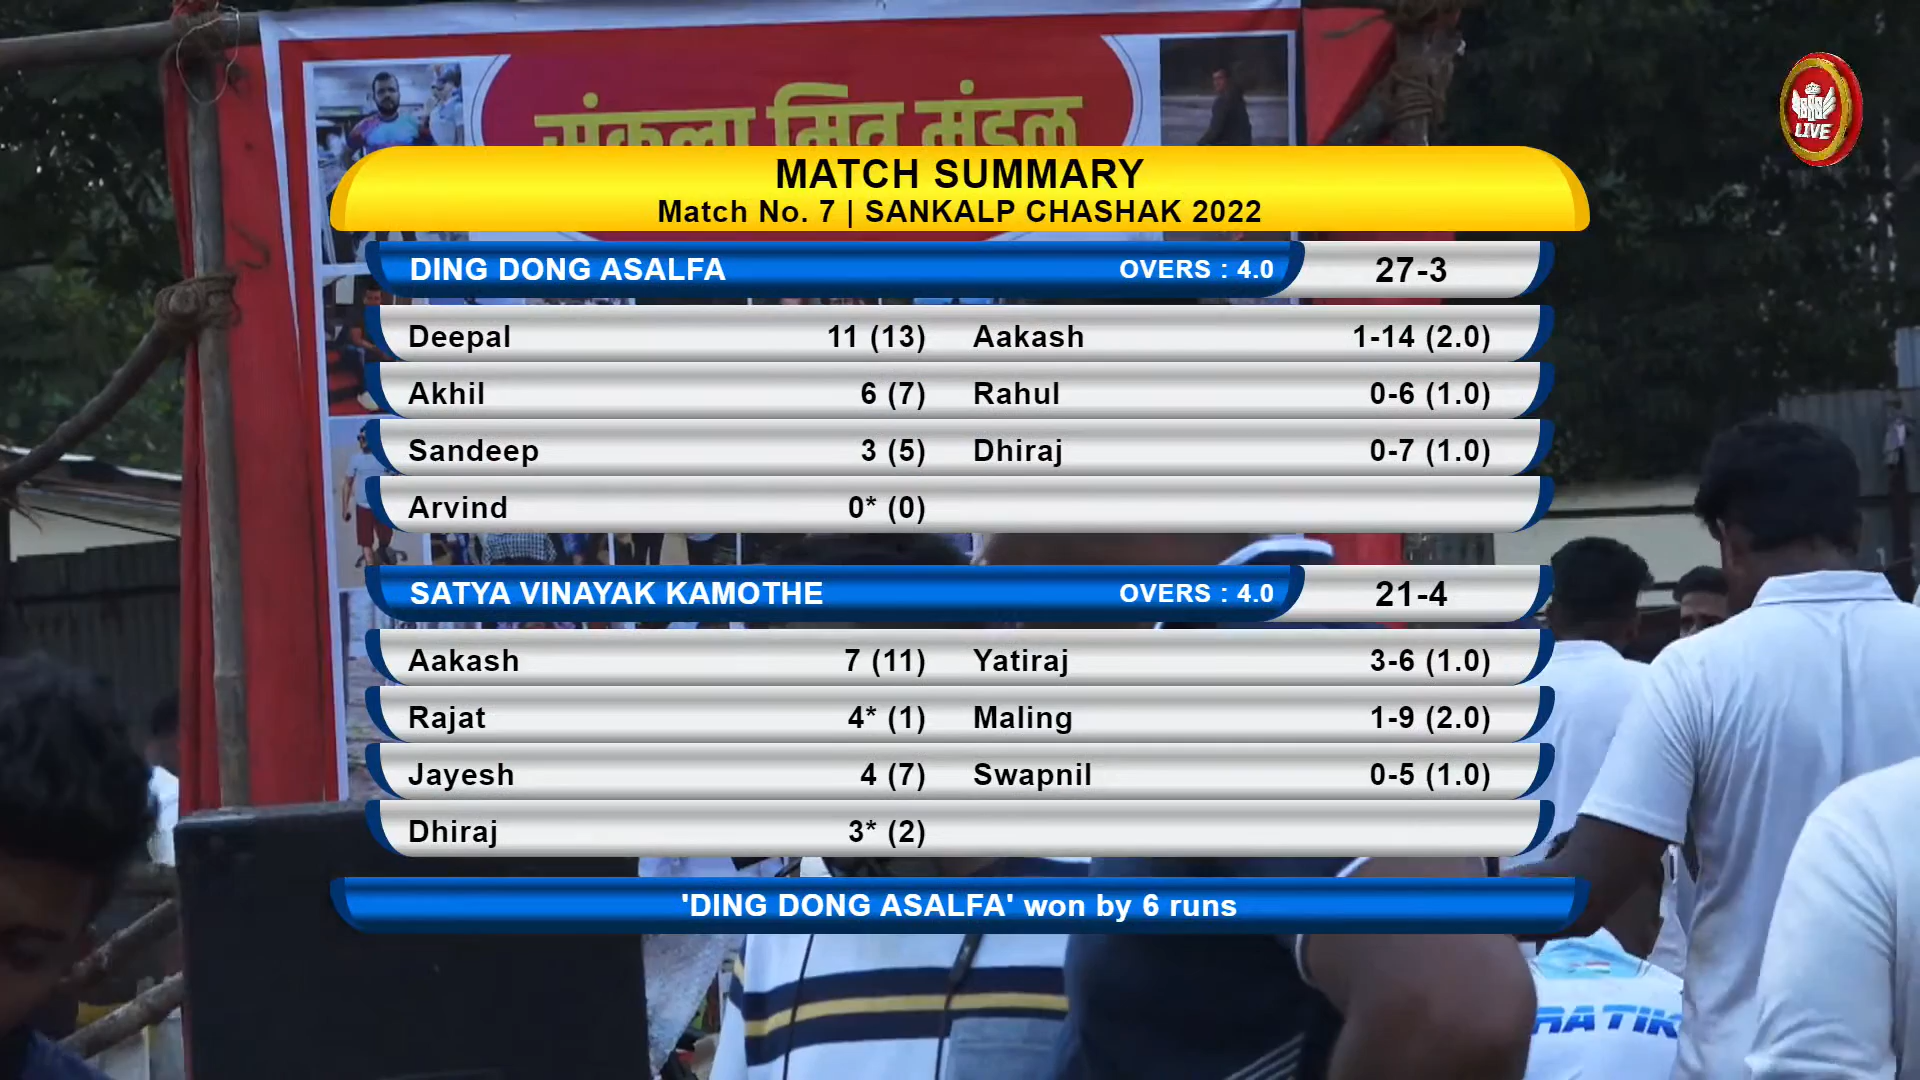 संकल्प मित्र मंडळ
LIVE
MATCH SUMMARY
Match No. 7 | SANKALP CHASHAK 2022
DING DONG ASALFA OVERS : 4.0 27-3
Deepal 11 (13) Aakash 1-14 (2.0)
Akhil 6 (7) Rahul 0-6 (1.0)
Sandeep 3 (5) Dhiraj 0-7 (1.0)
Arvind 0* (0)
SATYA VINAYAK KAMOTHE OVERS : 4.0 21-4
Aakash 7 (11) Yatiraj 3-6 (1.0)
Rajat 4* (1) Maling 1-9 (2.0)
Jayesh 4 (7) Swapnil 0-5 (1.0)
Dhiraj 3* (2)
'DING DONG ASALFA' won by 6 runs
RATIK